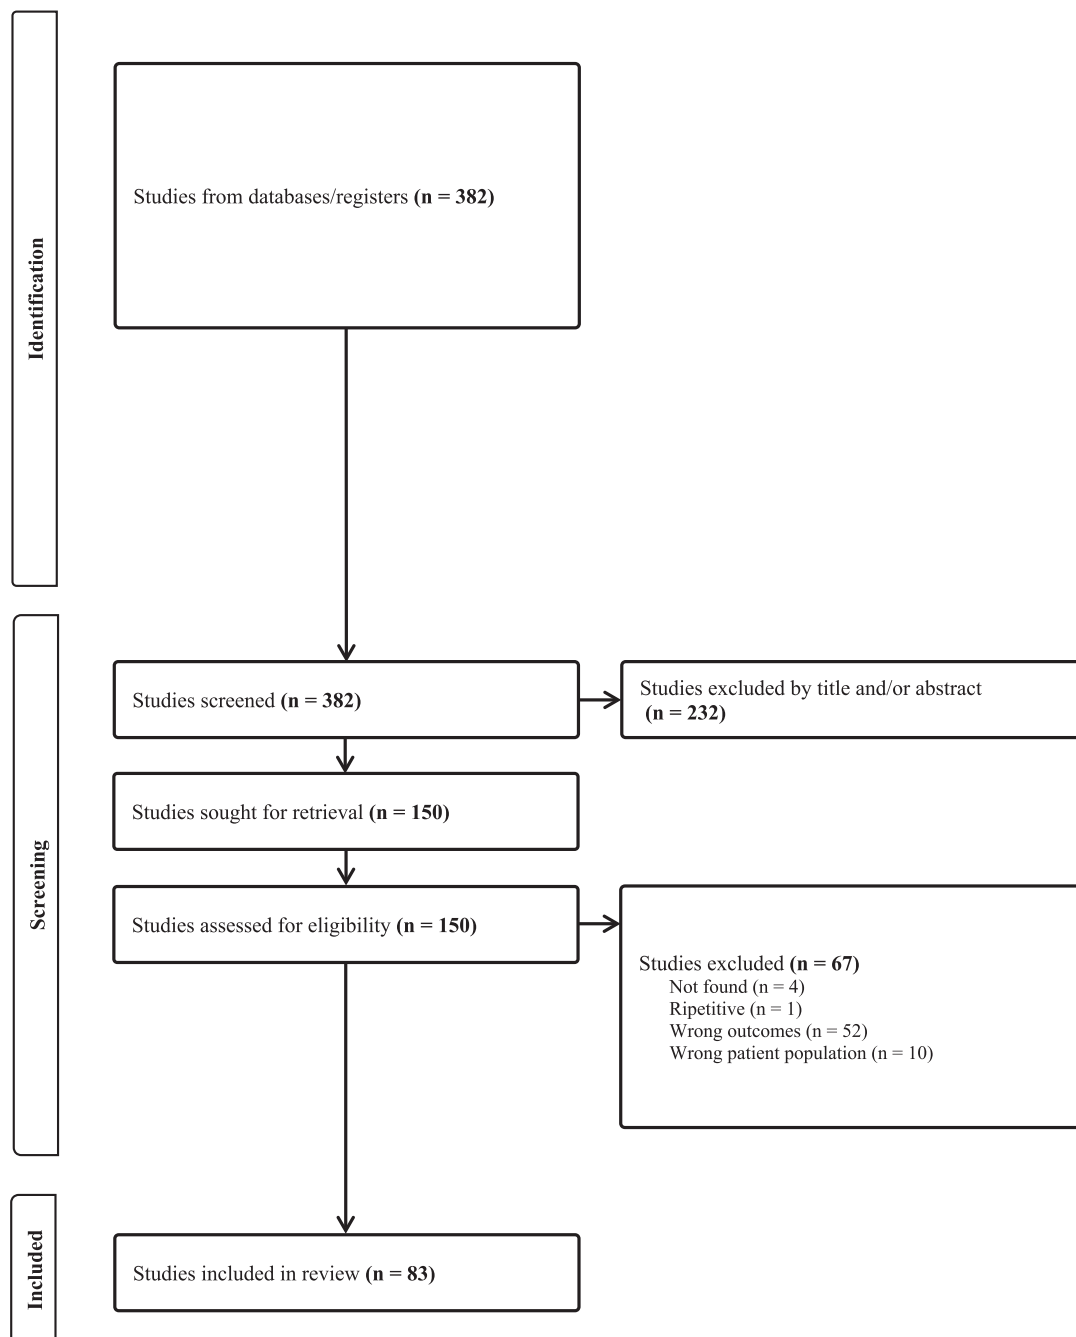 Identification
Studies from databases/registers (n = 382)
Screening
Studies screened (n = 382)
Studies excluded by title and/or abstract
(n = 232)
Studies sought for retrieval (n = 150)
Studies assessed for eligibility (n = 150)
Studies excluded (n = 67)
Not found (n = 4)
Ripetitive (n = 1)
Wrong outcomes (n = 52)
Wrong patient population (n = 10)
Included
Studies included in review (n = 83)